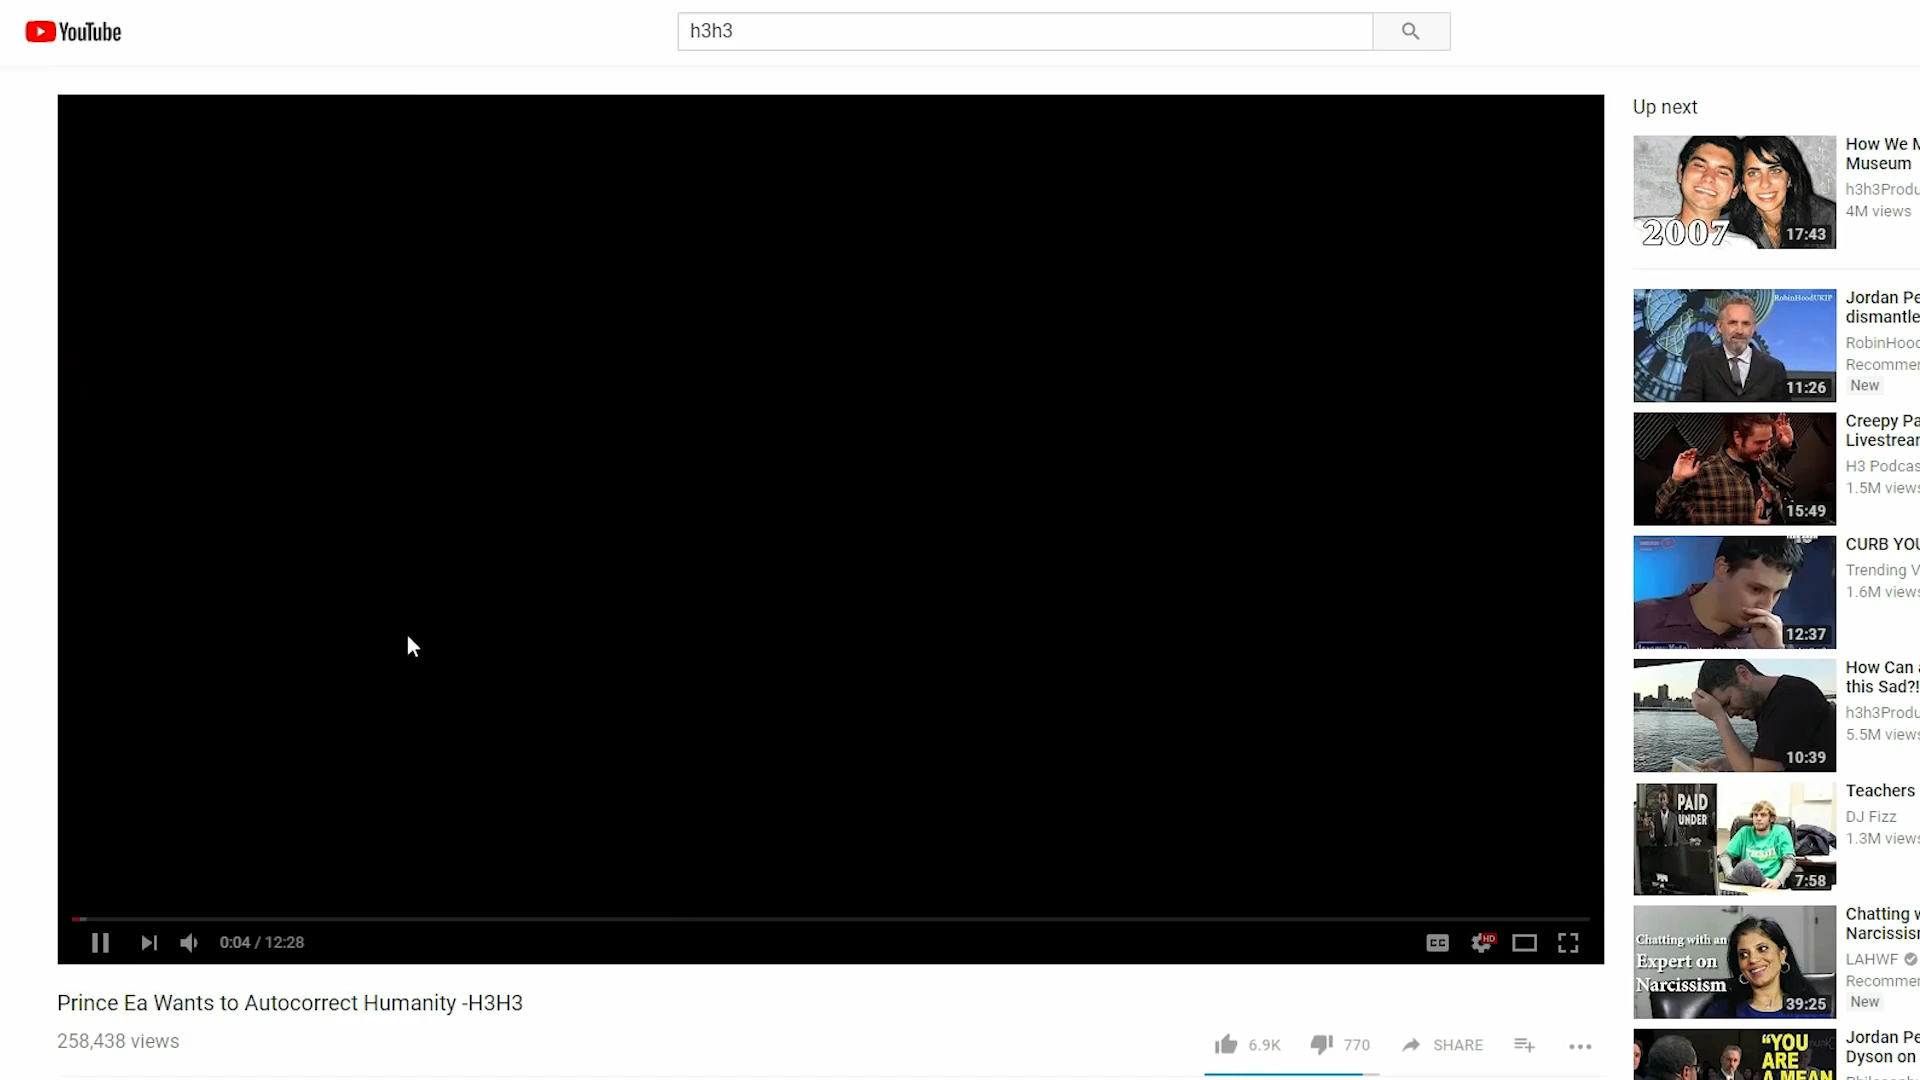 YouTube
h3h3
Up next
How We M
Museum
h3h3Produ
4M views
2007
17:43
Jordan Pe
dismantle
RobinHood
Recommen
New
RobinHoodUKIP
11:26
Creepy Pa
Livestrean
H3 Podcas
1.5M views
15:49
CURB YOU
Trending V
1.6M views
12:37
How Can a
this Sad?!
h3h3Produ
5.5M views
10:39
Teachers
DJ Fizz
1.3M views
PAID
UNDER
7:58
Chatting w
Narcissisn
LAHWF
Recommen
New
Chatting with an
Expert on
Narcissism
39:25
Jordan Pe
Dyson on
"YOU
ARE
A MEAN
0:04 / 12:28
CC
HD
Prince Ea Wants to Autocorrect Humanity -H3H3
258,438 views
6.9K
770
SHARE